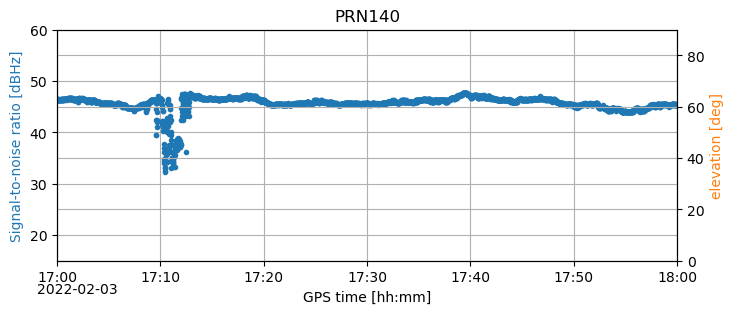 PRN140
Signal-to-noise ratio [dBHz]
60
50
40
30
20
80
60
40
20
0
elevation [deg]
17:00 17:10 17:20 17:30 17:40 17:50 18:00
2022-02-03
GPS time [hh:mm]